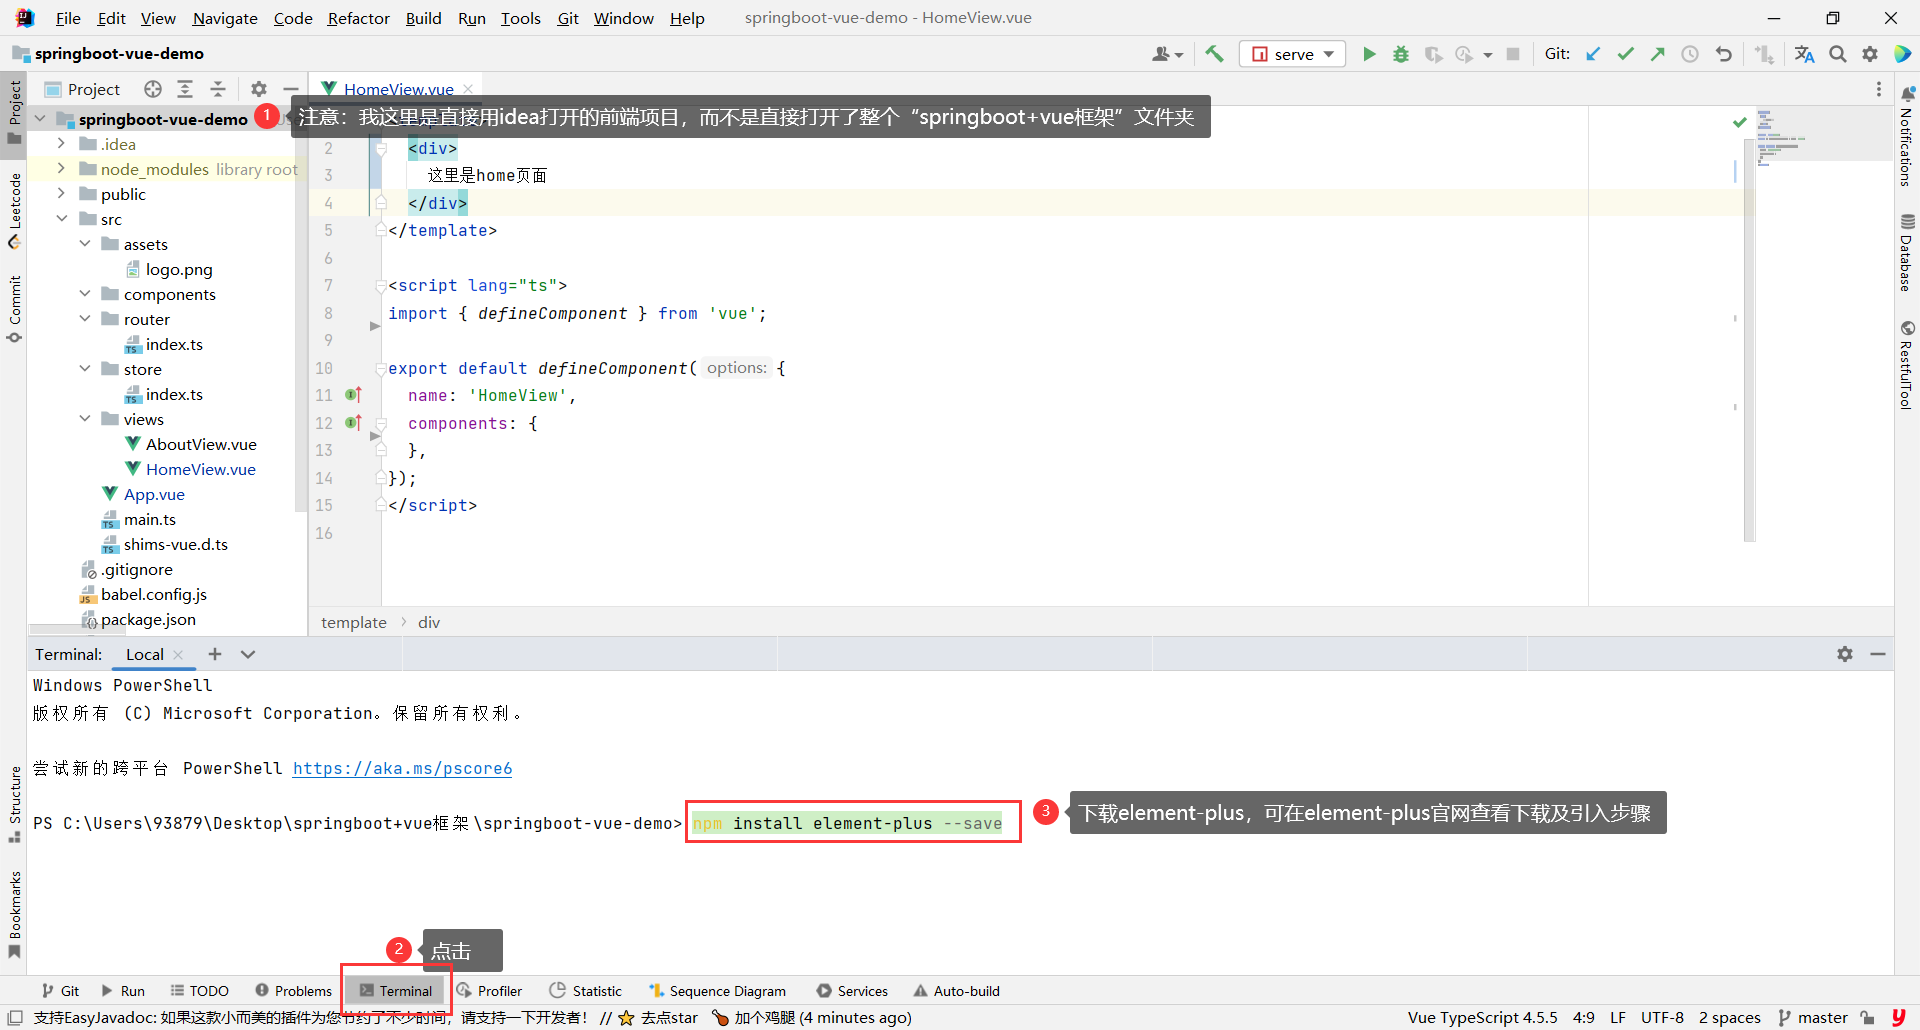 File Edit View Navigate Code Refactor Build Run Tools Git Window Help springboot-vue-demo - HomeView.vue
springboot-vue-demo
serve
Git:
Project
HomeView.vue
springboot-vue-demo
1
注意：我这里是直接用idea打开的前端项目，而不是直接打开了整个“springboot+vue框架”文件夹
.idea
node_modules library root
public
src
assets
logo.png
components
router
index.ts
store
index.ts
views
AboutView.vue
HomeView.vue
App.vue
main.ts
shims-vue.d.ts
.gitignore
babel.config.js
package.json
2 <div>
3 这里是home页面
4 </div>
5 </template>
6
7 <script lang="ts">
8 import { defineComponent } from 'vue';
9
10 export default defineComponent( options: {
11 name: 'HomeView',
12 components: {
13 },
14 });
15 </script>
16
template > div
Project
Leetcode
Commit
Structure
Bookmarks
Notifications
Database
RestfulTool
Terminal: Local
Windows PowerShell
版权所有 (C) Microsoft Corporation。保留所有权利。
尝试新的跨平台 PowerShell https://aka.ms/pscore6
PS C:\Users\93879\Desktop\springboot+vue框架\springboot-vue-demo> npm install element-plus --save
3
下载element-plus，可在element-plus官网查看下载及引入步骤
2
点击
Git Run TODO Problems Terminal Profiler Statistic Sequence Diagram Services Auto-build
支持EasyJavadoc: 如果这款小而美的插件为您节约了不少时间，请支持一下开发者！ // ⭐ 去点star 🍗 加个鸡腿 (4 minutes ago)
Vue TypeScript 4.5.5 4:9 LF UTF-8 2 spaces master